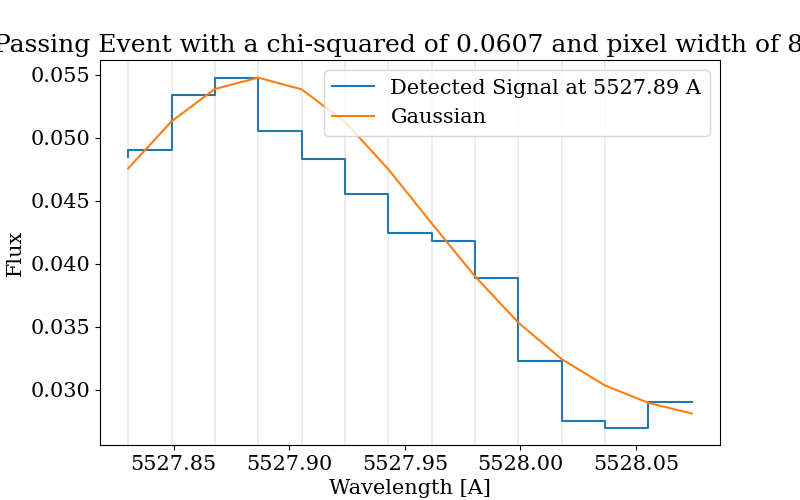 Passing Event with a chi-squared of 0.0607 and pixel width of 8
Detected Signal at 5527.89 A
Gaussian
0.055
0.050
0.045
0.040
0.035
0.030
Flux
5527.85 5527.90 5527.95 5528.00 5528.05
Wavelength [A]